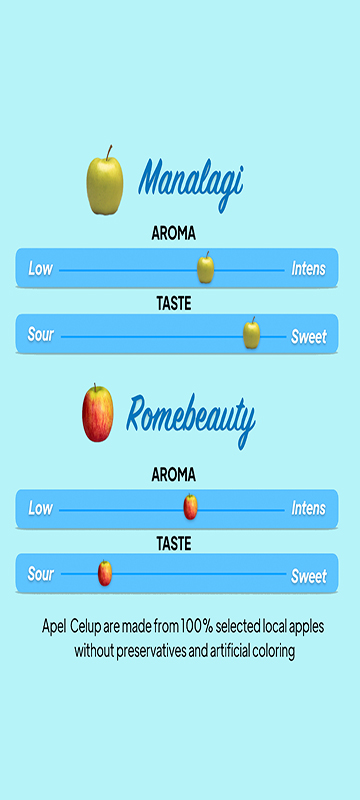 Manalagi
AROMA
Low Intens
TASTE
Sour Sweet
Romebeauty
AROMA
Low Intens
TASTE
Sour Sweet
Apel Celup are made from 100% selected local apples
without preservatives and artificial coloring